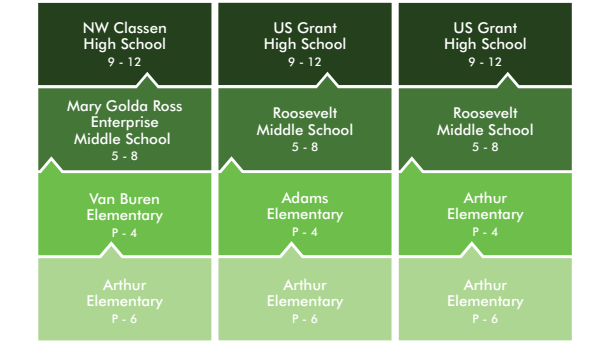 NW Classen
High School
9 - 12
Mary Golda Ross
Enterprise
Middle School
5 - 8
Van Buren
Elementary
P - 4
Arthur
Elementary
P - 6
US Grant
High School
9 - 12
Roosevelt
Middle School
5 - 8
Adams
Elementary
P - 4
Arthur
Elementary
P - 6
US Grant
High School
9 - 12
Roosevelt
Middle School
5 - 8
Arthur
Elementary
P - 4
Arthur
Elementary
P - 6